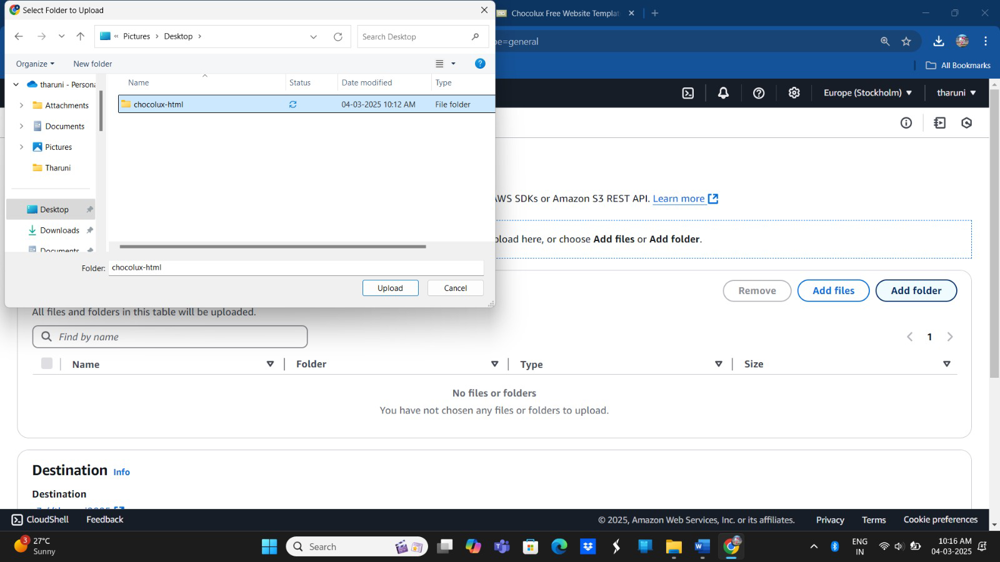 Select Folder to Upload
Chocolux Free Website Templat
pe=general
« Pictures > Desktop >
Search Desktop
Organize
New folder
All Bookmarks
Name
Status
Date modified
Type
tharuni - Persona
Attachments
Documents
Pictures
Tharuni
Desktop
Downloads
Documents
chocolux-html
04-03-2025 10:12 AM
File folder
Folder: chocolux-html
Upload
Cancel
Europe (Stockholm)
tharuni
AWS SDKs or Amazon S3 REST API. Learn more
upload here, or choose Add files or Add folder.
Remove
Add files
Add folder
All files and folders in this table will be uploaded.
Find by name
1
Name
Folder
Type
Size
No files or folders
You have not chosen any files or folders to upload.
Destination Info
Destination
CloudShell
Feedback
© 2025, Amazon Web Services, Inc. or its affiliates.
Privacy
Terms
Cookie preferences
3
27°C
Sunny
Search
ENG
IN
10:16 AM
04-03-2025